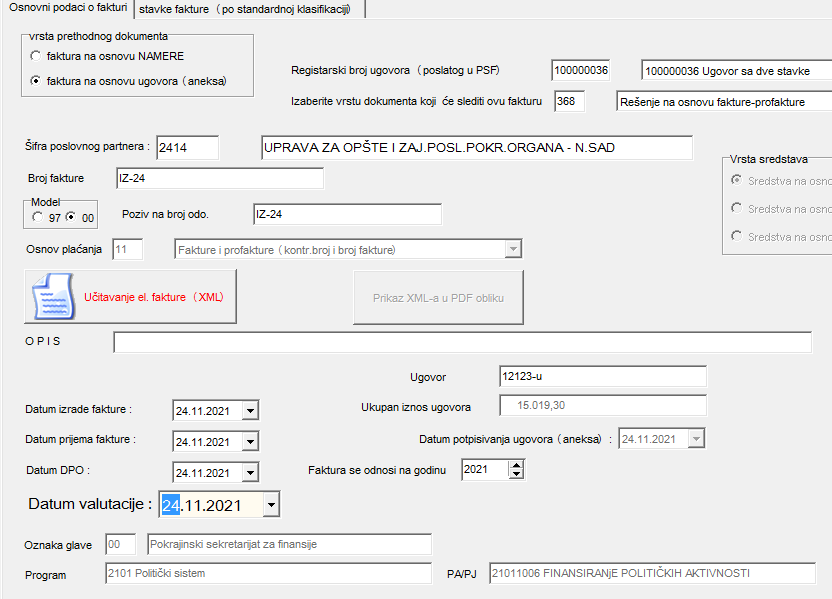 Osnovni podaci o fakturi
stavke fakture (po standardnoj klasifikaciji)
Vrsta prethodnog dokumenta
faktura na osnovu NAMERE
faktura na osnovu ugovora (aneksa)
Registarski broj ugovora (poslatog u PSF) 100000036 100000036 Ugovor sa dve stavke
Izaberite vrstu dokumenta koji će slediti ovu fakturu 368 Rešenje na osnovu fakture-profakture
Šifra poslovnog partnera : 2414 UPRAVA ZA OPŠTE I ZAJ.POSL.POKR.ORGANA - N.SAD
Vrsta sredstava
Broj fakture IZ-24
Sredstva na osno
Model
97 00 Poziv na broj odo. IZ-24
Sredstva na osno
Sredstva na osno
Osnov plaćanja 11 Fakture i profakture (kontr.broj i broj fakture)
Učitavanje el. fakture (XML)
Prikaz XML-a u PDF obliku
O P I S
Ugovor 12123-u
Datum izrade fakture : 24.11.2021 Ukupan iznos ugovora 15.019,30
Datum prijema fakture : 24.11.2021 Datum potpisivanja ugovora (aneksa) : 24.11.2021
Datum DPO : 24.11.2021 Faktura se odnosi na godinu 2021
Datum valutacije : 24.11.2021
Oznaka glave 00 Pokrajinski sekretarijat za finansije
Program 2101 Politički sistem PA/PJ 21011006 FINANSIRANjE POLITIČKIH AKTIVNOSTI